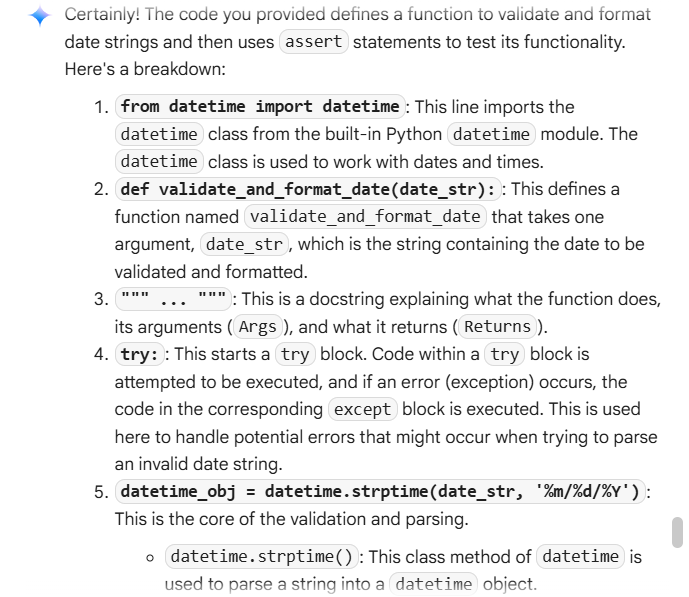 Certainly! The code you provided defines a function to validate and format
date strings and then uses assert statements to test its functionality.
Here's a breakdown:
1. from datetime import datetime: This line imports the
datetime class from the built-in Python datetime module. The
datetime class is used to work with dates and times.
2. def validate_and_format_date(date_str):: This defines a
function named validate_and_format_date that takes one
argument, date_str, which is the string containing the date to be
validated and formatted.
3. """ ... """: This is a docstring explaining what the function does,
its arguments (Args), and what it returns (Returns).
4. try:: This starts a try block. Code within a try block is
attempted to be executed, and if an error (exception) occurs, the
code in the corresponding except block is executed. This is used
here to handle potential errors that might occur when trying to parse
an invalid date string.
5. datetime_obj = datetime.strptime(date_str, '%m/%d/%Y'):
This is the core of the validation and parsing.
○ datetime.strptime(): This class method of datetime is
used to parse a string into a datetime object.